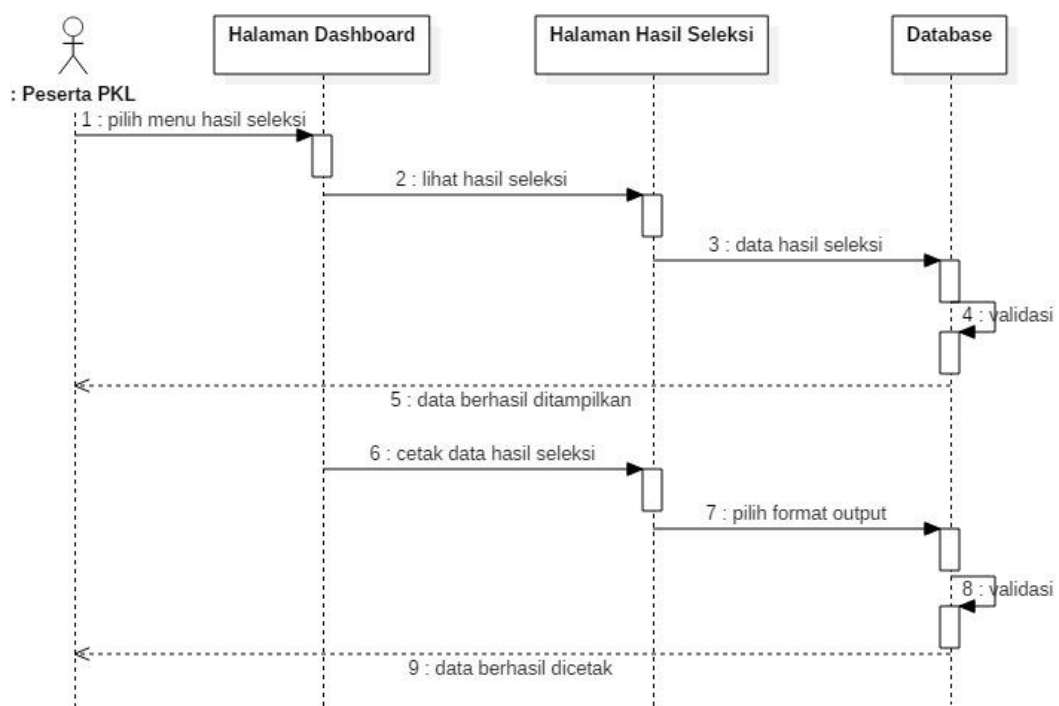 Halaman Dashboard
Halaman Hasil Seleksi
Database
: Peserta PKL
1 : pilih menu hasil seleksi
2 : lihat hasil seleksi
3 : data hasil seleksi
4 : validasi
5 : data berhasil ditampilkan
6 : cetak data hasil seleksi
7 : pilih format output
8 : validasi
9 : data berhasil dicetak